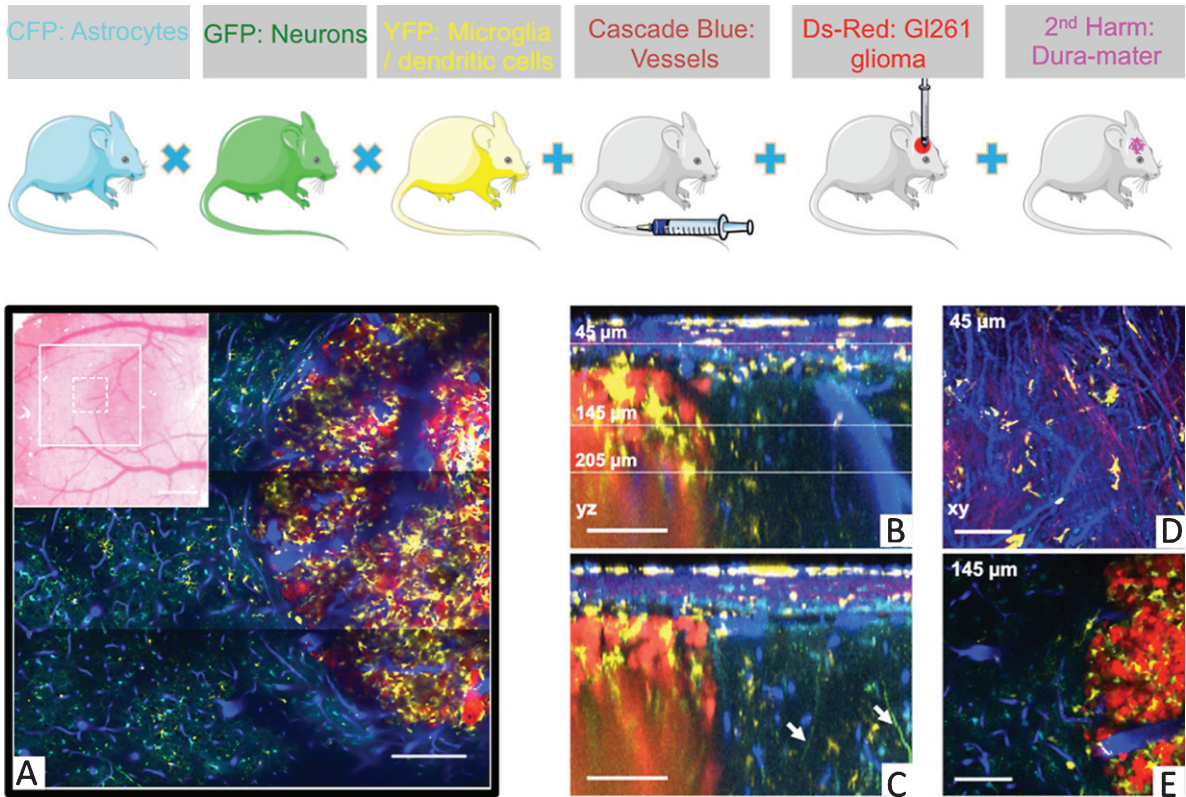 CFP: Astrocytes
GFP: Neurons
YFP: Microglia
/ dendritic cells
Cascade Blue:
Vessels
Ds-Red: Gl261
glioma
2nd Harm:
Dura-mater
A
45 µm
145 µm
205 µm
yz
B
C
45 µm
xy
D
145 µm
E